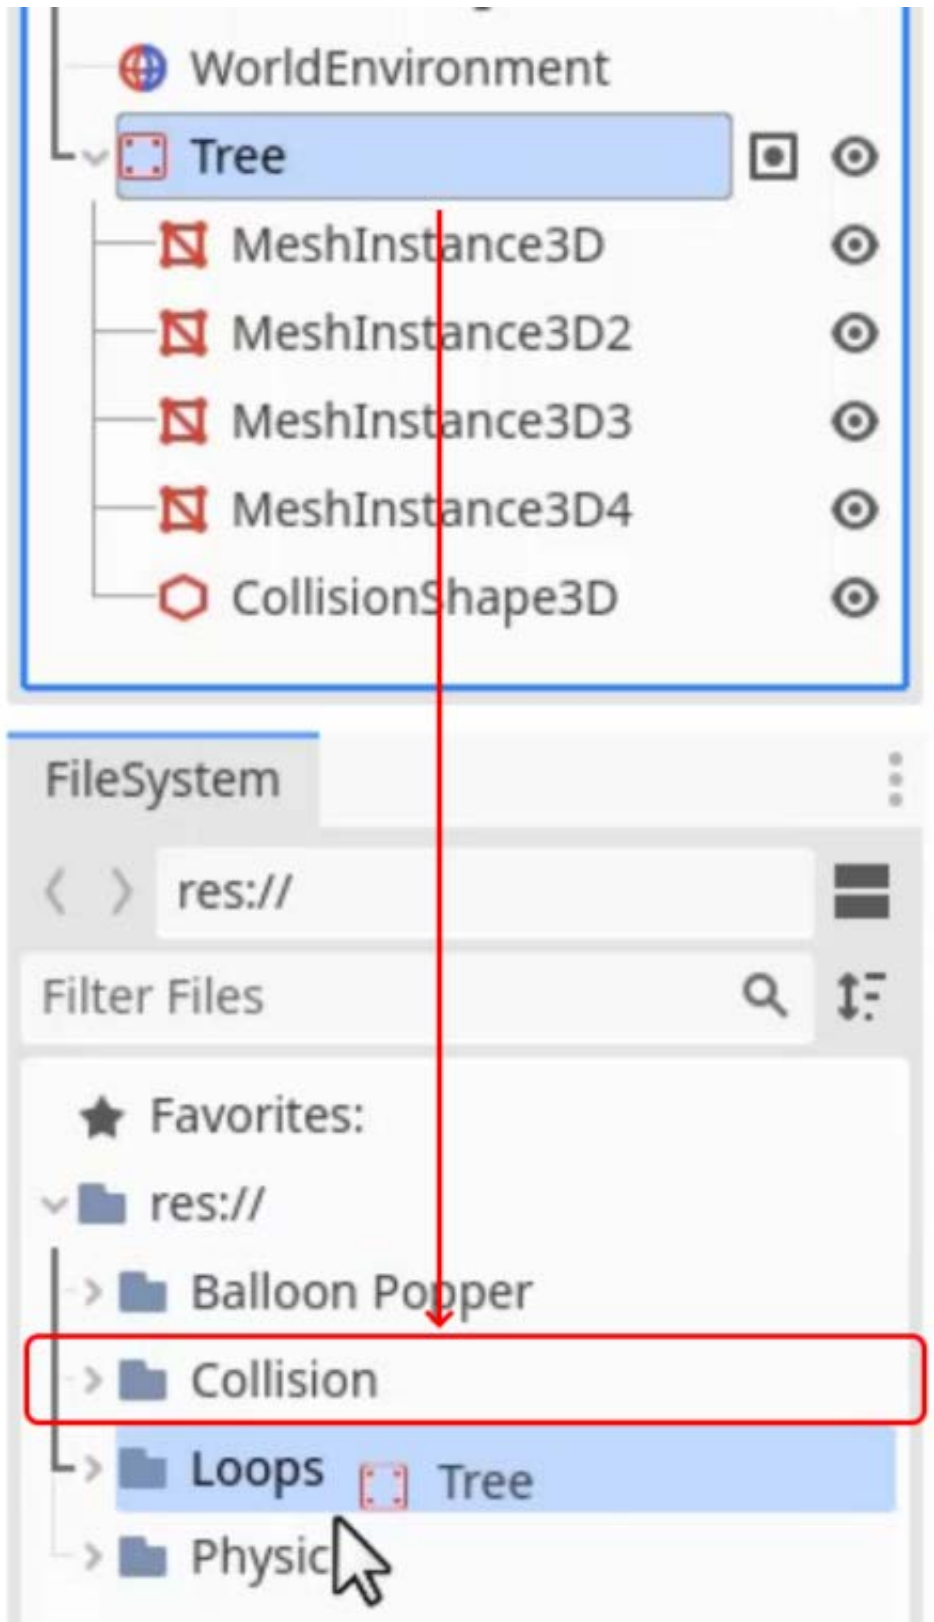 WorldEnvironment
Tree
MeshInstance3D
MeshInstance3D2
MeshInstance3D3
MeshInstance3D4
CollisionShape3D
FileSystem
res://
Filter Files
Favorites:
res://
Balloon Popper
Collision
Loops Tree
Physic